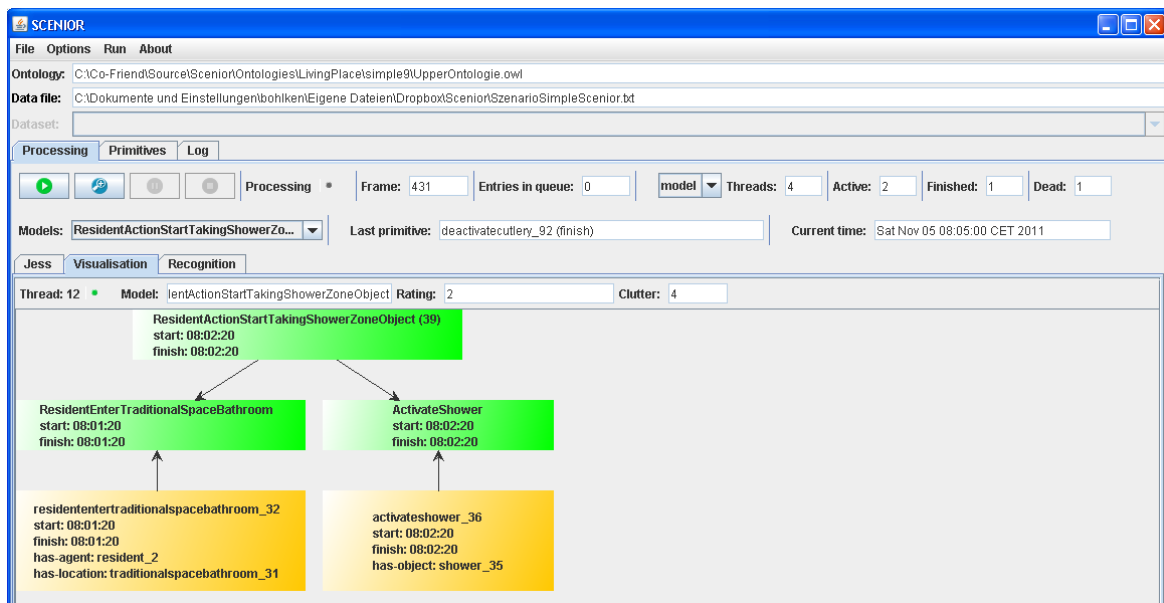 SCENIOR
File Options Run About
Ontology: C:\Co-Friend\Source\Scenior\Ontologies\LivingPlace\simple9\UpperOntologie.owl
Data file: C:\Dokumente und Einstellungen\bohlken\Eigene Dateien\Dropbox\Scenior\SzenarioSimpleScenior.txt
Dataset:
Processing Primitives Log
Processing Frame: 431 Entries in queue: 0 model Threads: 4 Active: 2 Finished: 1 Dead: 1
Models: ResidentActionStartTakingShowerZo... Last primitive: deactivatecutlery_92 (finish) Current time: Sat Nov 05 08:05:00 CET 2011
Jess Visualisation Recognition
Thread: 12 Model: lentActionStartTakingShowerZoneObject Rating: 2 Clutter: 4
ResidentActionStartTakingShowerZoneObject (39)
start: 08:02:20
finish: 08:02:20
ResidentEnterTraditionalSpaceBathroom
start: 08:01:20
finish: 08:01:20
ActivateShower
start: 08:02:20
finish: 08:02:20
residententertraditionalspacebathroom_32
start: 08:01:20
finish: 08:01:20
has-agent: resident_2
has-location: traditionalspacebathroom_31
activateshower_36
start: 08:02:20
finish: 08:02:20
has-object: shower_35